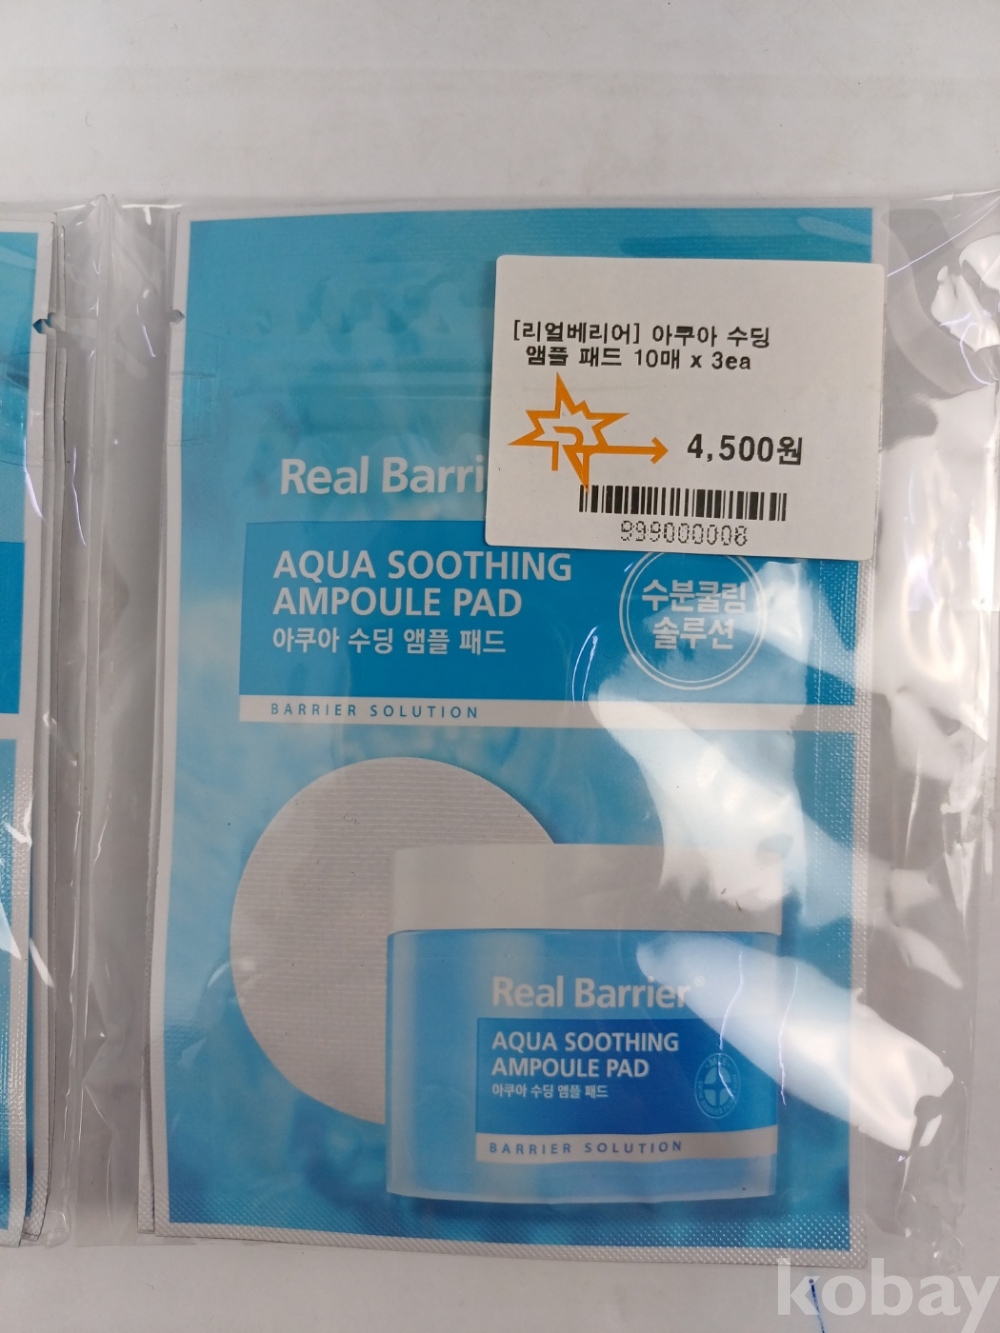 [리얼베리어] 아쿠아 수딩
앰플 패드 10매 x 3ea
4,500원
999000008
Real Barri
AQUA SOOTHING
AMPOULE PAD
아쿠아 수딩 앰플 패드
수분쿨링
솔루션
BARRIER SOLUTION
Real Barrier
AQUA SOOTHING
AMPOULE PAD
아쿠아 수딩 앰플 패드
BARRIER SOLUTION
kobay